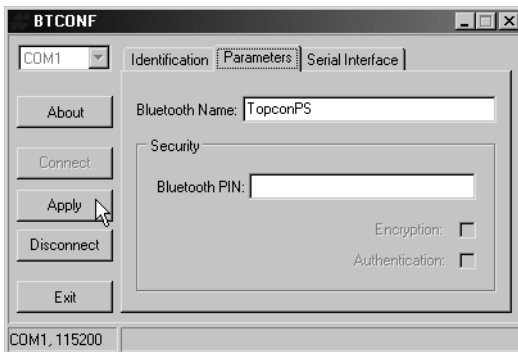 BTCONF
COM1
Identification Parameters Serial Interface
About
Bluetooth Name: TopconPS
Security
Connect
Bluetooth PIN:
Apply
Encryption:
Disconnect
Authentication:
Exit
COM1, 115200